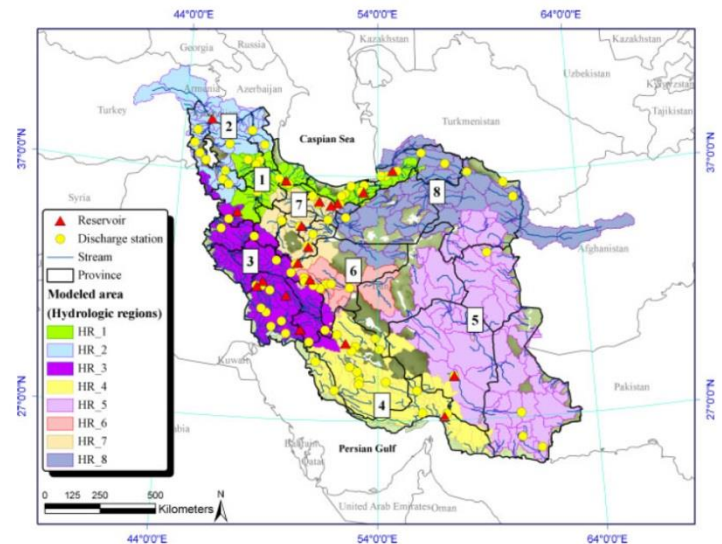 44°0'0"E
54°0'0"E
64°0'0"E
Georgia
Russia
Kazakhstan
Kazakhstan
Uzbekistan
Armenia
Azerbaijan
Kyrgyzstan
Turkey
Tajikistan
Turkmenistan
Caspian Sea
37°0'0"N
37°0'0"N
2
1
7
8
Syria
Afghanistan
3
6
5
Reservoir
Discharge station
Stream
Province
Modeled area
(Hydrologic regions)
HR_1
HR_2
HR_3
HR_4
HR_5
HR_6
HR_7
HR_8
Kuwait
Pakistan
27°0'0"N
27°0'0"N
4
Persian Gulf
Qatar
United Arab Emirates
Oman
0 125 250 500
Kilometers
N
44°0'0"E
54°0'0"E
64°0'0"E